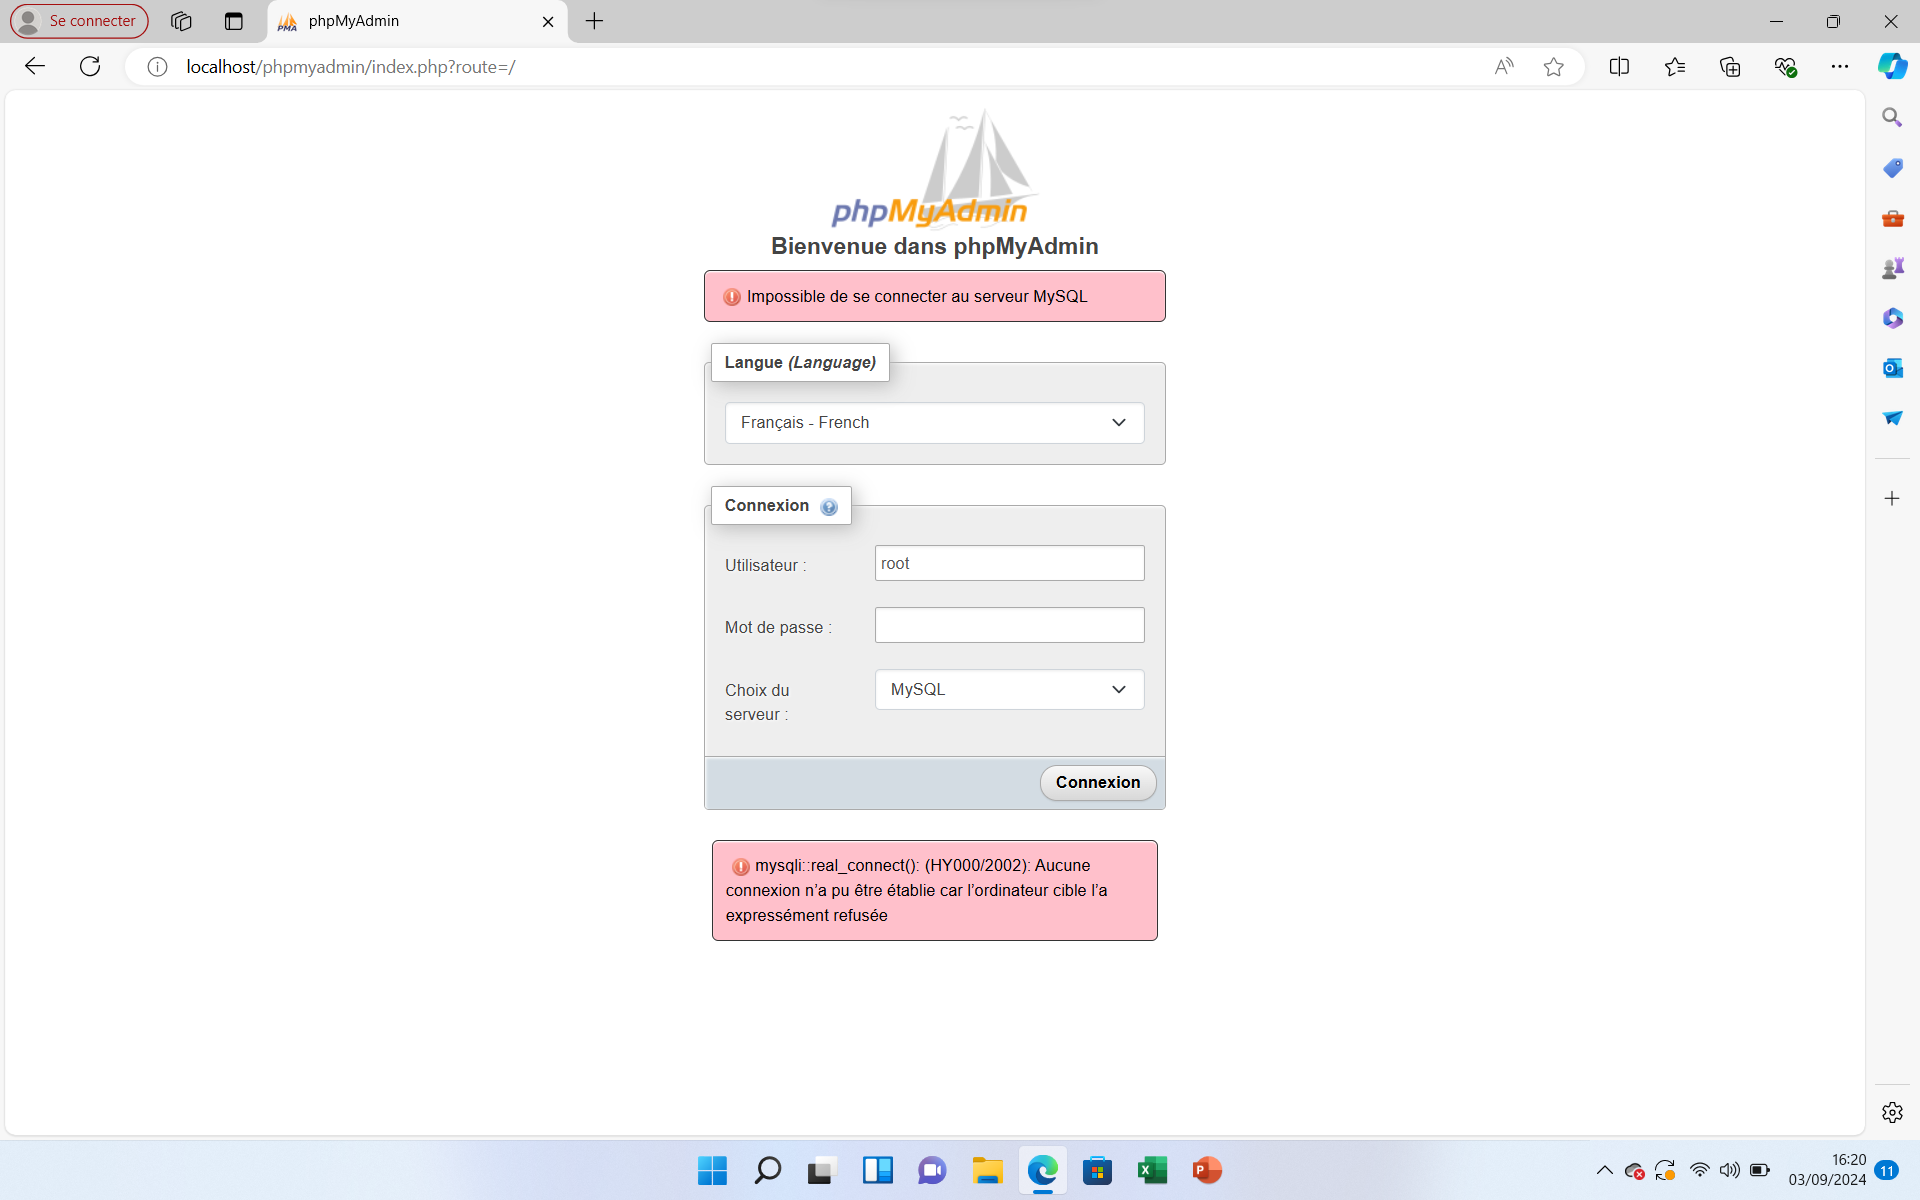 Se connecter
phpMyAdmin
localhost/phpmyadmin/index.php?route=/
phpMyAdmin
Bienvenue dans phpMyAdmin
Impossible de se connecter au serveur MySQL
Langue (Language)
Français - French
Connexion
Utilisateur :
root
Mot de passe :
Choix du
serveur :
MySQL
Connexion
mysqli::real_connect(): (HY000/2002): Aucune
connexion n’a pu être établie car l’ordinateur cible l’a
expressément refusée
16:20
03/09/2024
11